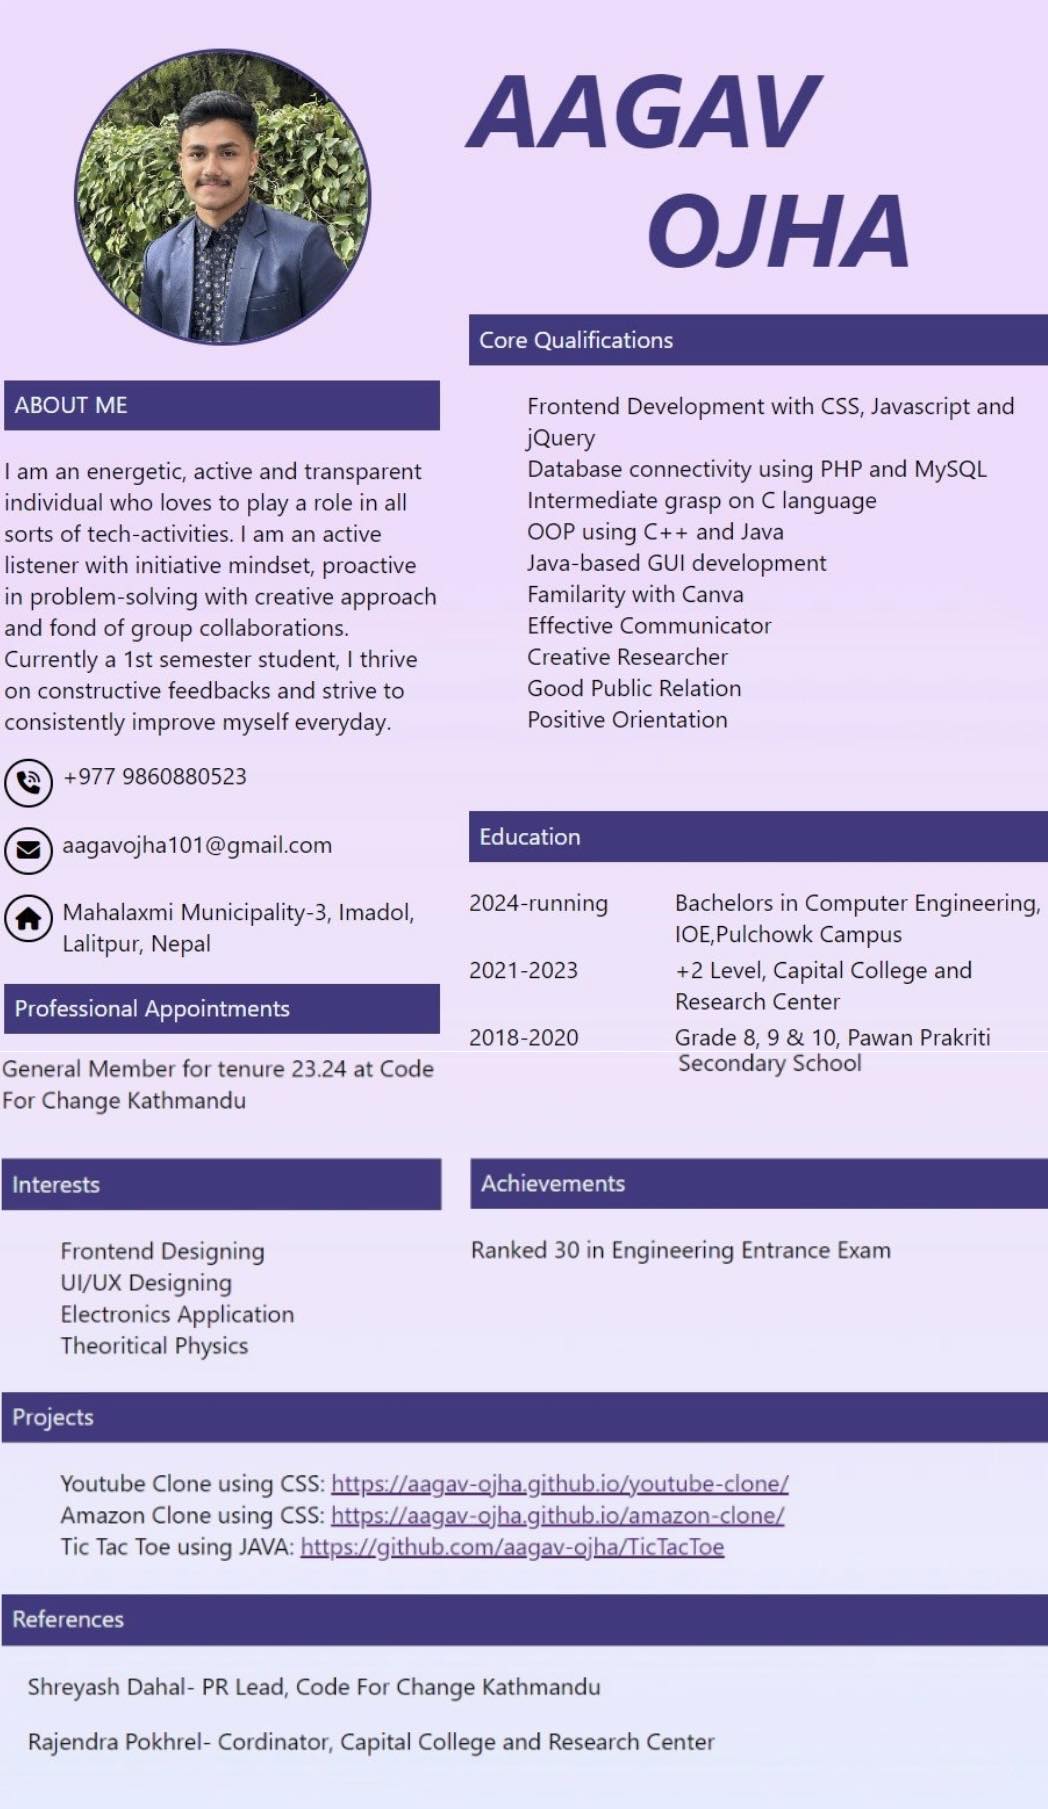 AAGAV
OJHA
ABOUT ME
I am an energetic, active and transparent
individual who loves to play a role in all
sorts of tech-activities. I am an active
listener with initiative mindset, proactive
in problem-solving with creative approach
and fond of group collaborations.
Currently a 1st semester student, I thrive
on constructive feedbacks and strive to
consistently improve myself everyday.
+977 9860880523
aagavojha101@gmail.com
Mahalaxmi Municipality-3, Imadol,
Lalitpur, Nepal
Professional Appointments
General Member for tenure 23.24 at Code
For Change Kathmandu
Core Qualifications
Frontend Development with CSS, Javascript and
jQuery
Database connectivity using PHP and MySQL
Intermediate grasp on C language
OOP using C++ and Java
Java-based GUI development
Familarity with Canva
Effective Communicator
Creative Researcher
Good Public Relation
Positive Orientation
Education
2024-running Bachelors in Computer Engineering,
IOE,Pulchowk Campus
2021-2023 +2 Level, Capital College and
Research Center
2018-2020 Grade 8, 9 & 10, Pawan Prakriti
Secondary School
Interests
Frontend Designing
UI/UX Designing
Electronics Application
Theoritical Physics
Achievements
Ranked 30 in Engineering Entrance Exam
Projects
Youtube Clone using CSS: https://aagav-ojha.github.io/youtube-clone/
Amazon Clone using CSS: https://aagav-ojha.github.io/amazon-clone/
Tic Tac Toe using JAVA: https://github.com/aagav-ojha/TicTacToe
References
Shreyash Dahal- PR Lead, Code For Change Kathmandu
Rajendra Pokhrel- Cordinator, Capital College and Research Center